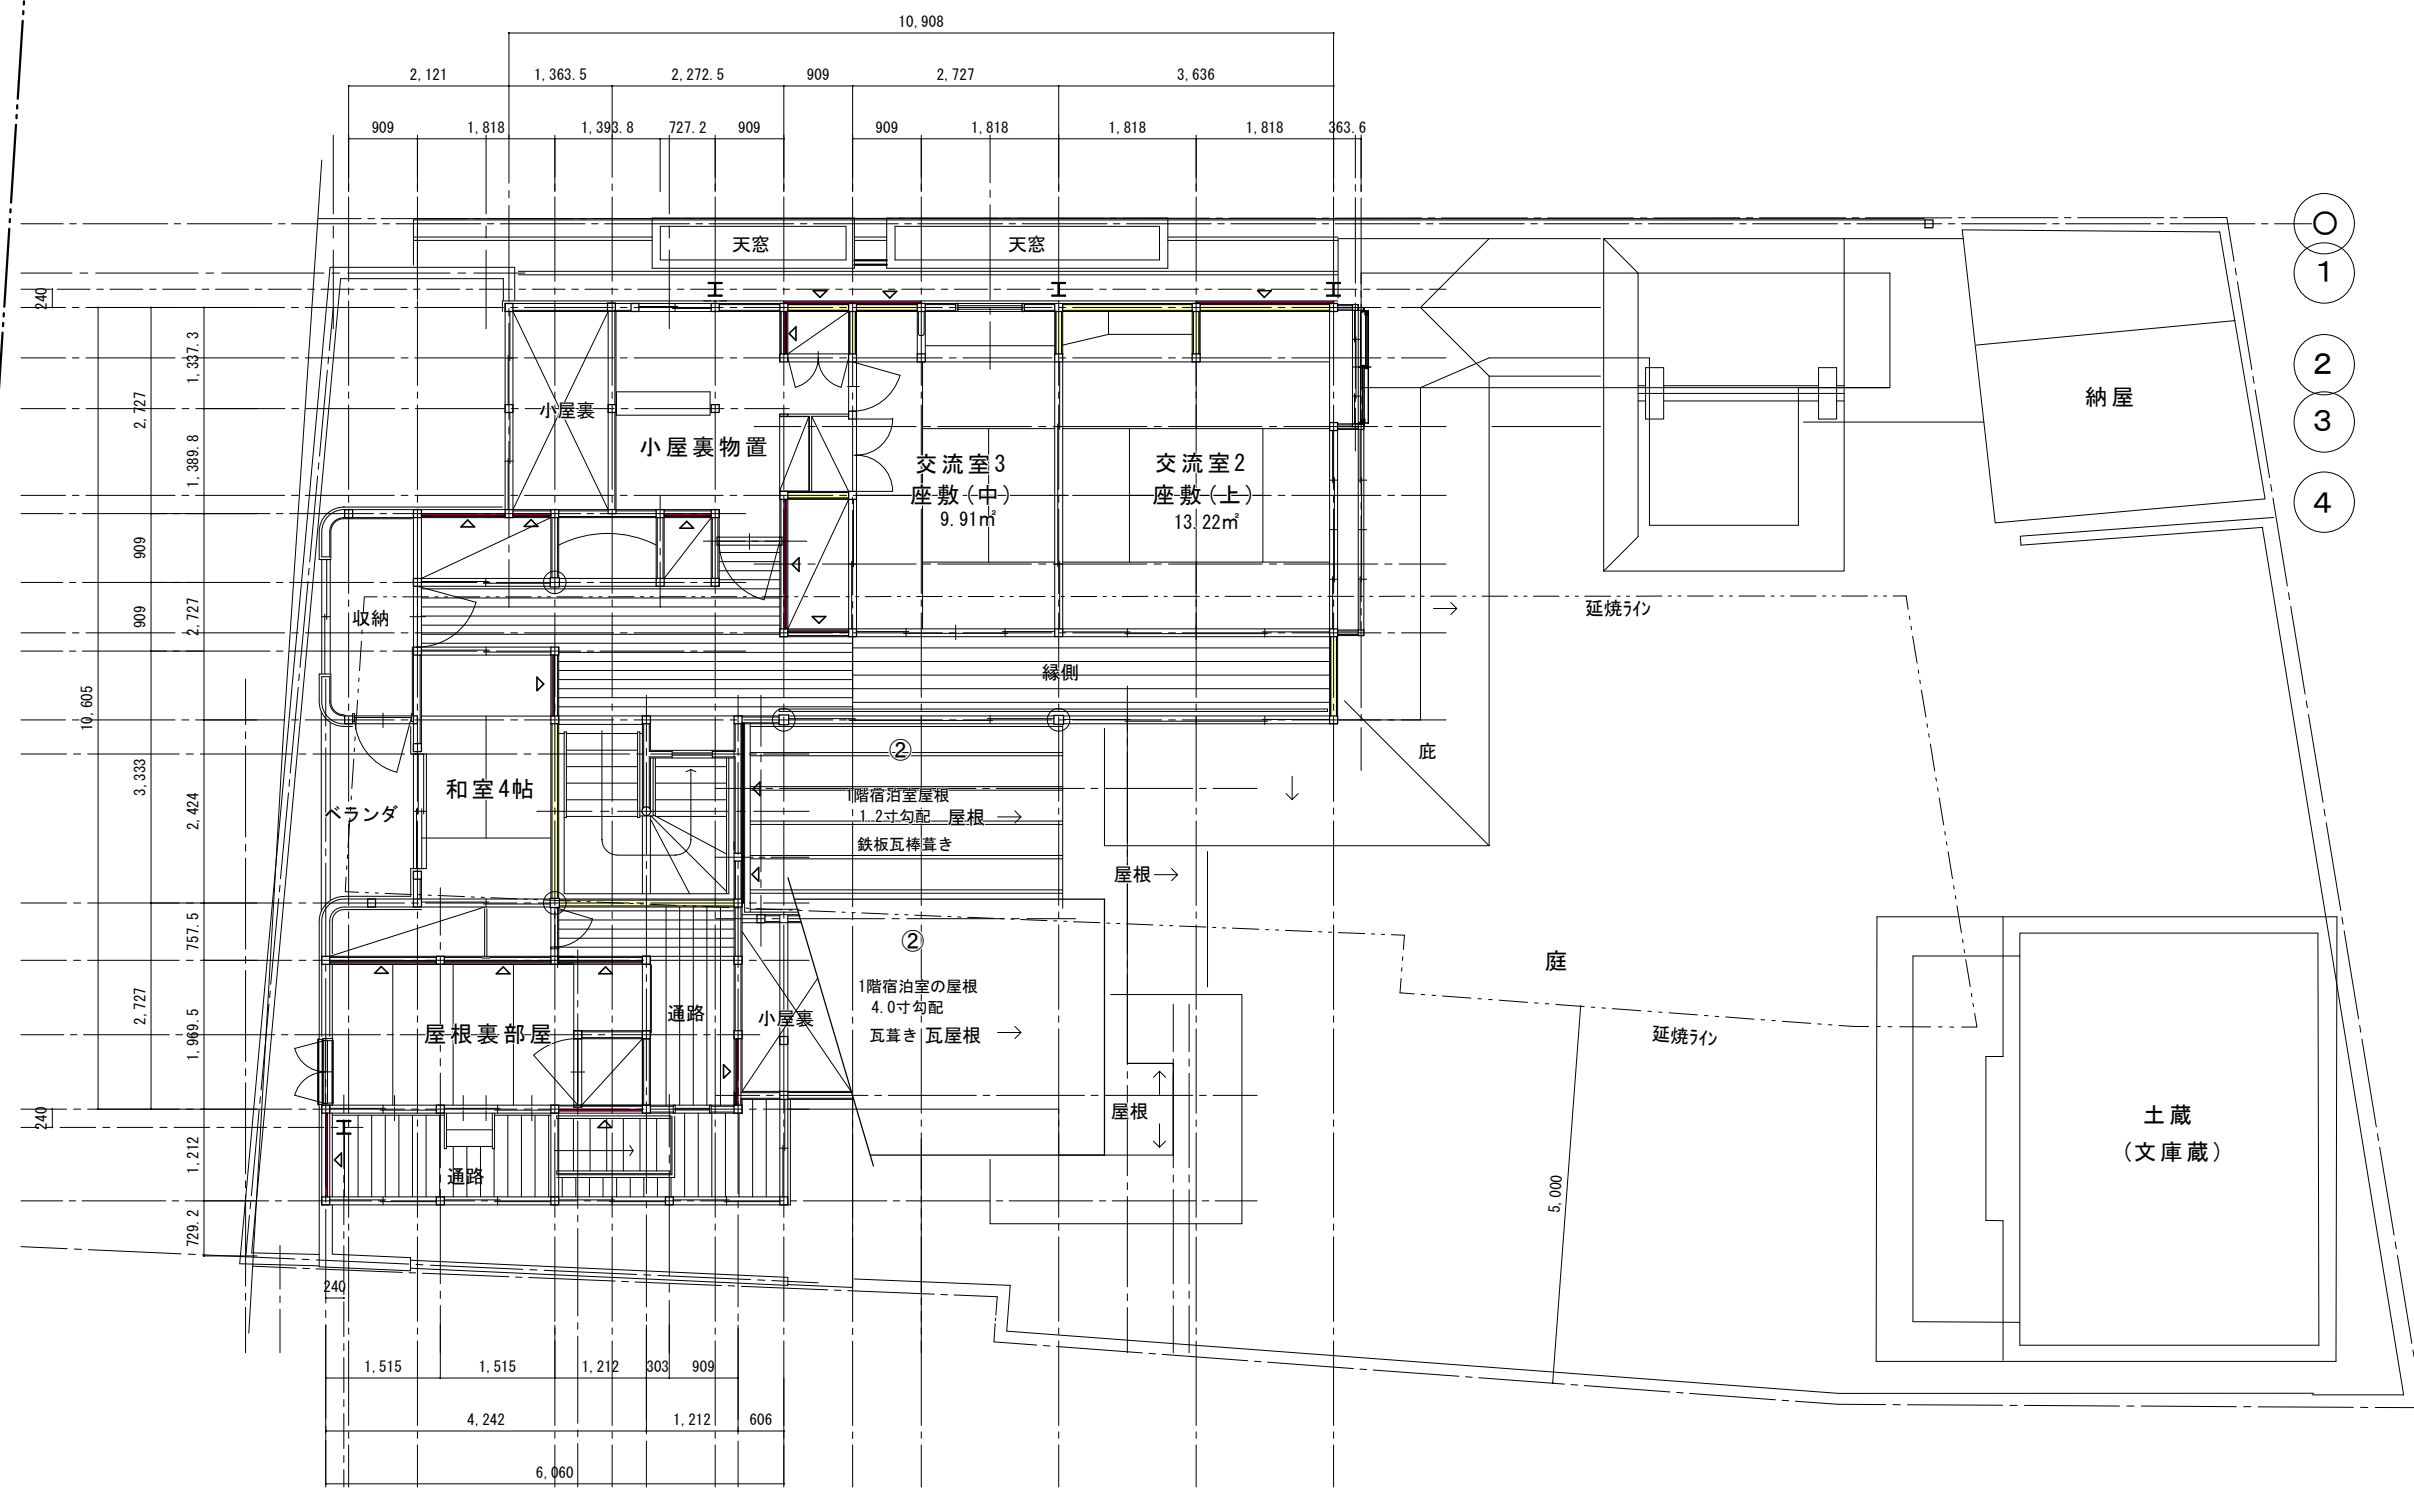 10,908
2,121
1,363.5
2,272.5
909
2,727
3,636
909
1,818
1,393.8
727.2
909
909
1,818
1,818
1,818
363.6
天窓
天窓
○
1
2
3
4
240
1,337.3
2,727
1,389.8
909
909
2,727
10,605
3,333
2,424
757.5
2,727
1,969.5
240
1,212
729.2
小屋裏
小屋裏物置
交流室3
座敷(中)
9.91㎡
交流室2
座敷(上)
13.22㎡
納屋
収納
延焼ライン
縁側
庇
和室4帖
ベランダ
②
1階宿泊室屋根
1.2寸勾配 屋根
鉄板瓦棒葺き
屋根
②
1階宿泊室の屋根
4.0寸勾配
瓦葺き 瓦屋根
庭
延焼ライン
通路
小屋裏
屋根裏部屋
屋根
土蔵
(文庫蔵)
通路
5,000
240
1,515
1,515
1,212
303
909
4,242
1,212
606
6,060